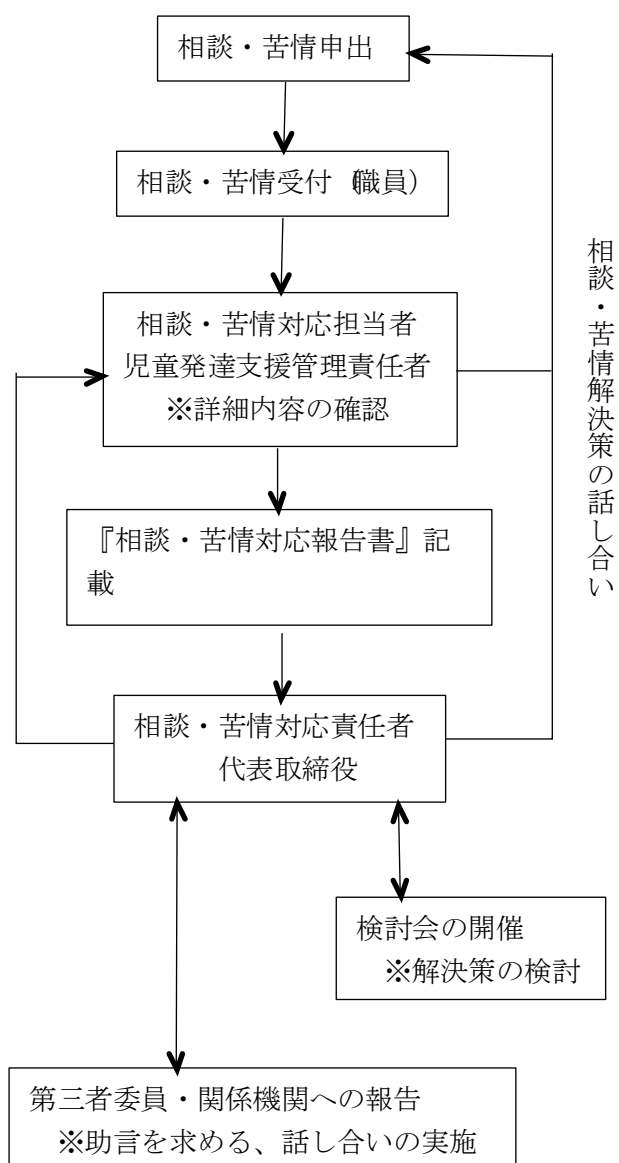 相談・苦情申出
相談・苦情受付（職員）
相談・苦情対応担当者
児童発達支援管理責任者
※詳細内容の確認
『相談・苦情対応報告書』記
載
相談・苦情対応責任者
代表取締役
検討会の開催
※解決策の検討
第三者委員・関係機関への報告
※助言を求める、話し合いの実施
相談・苦情解決策の話し合い